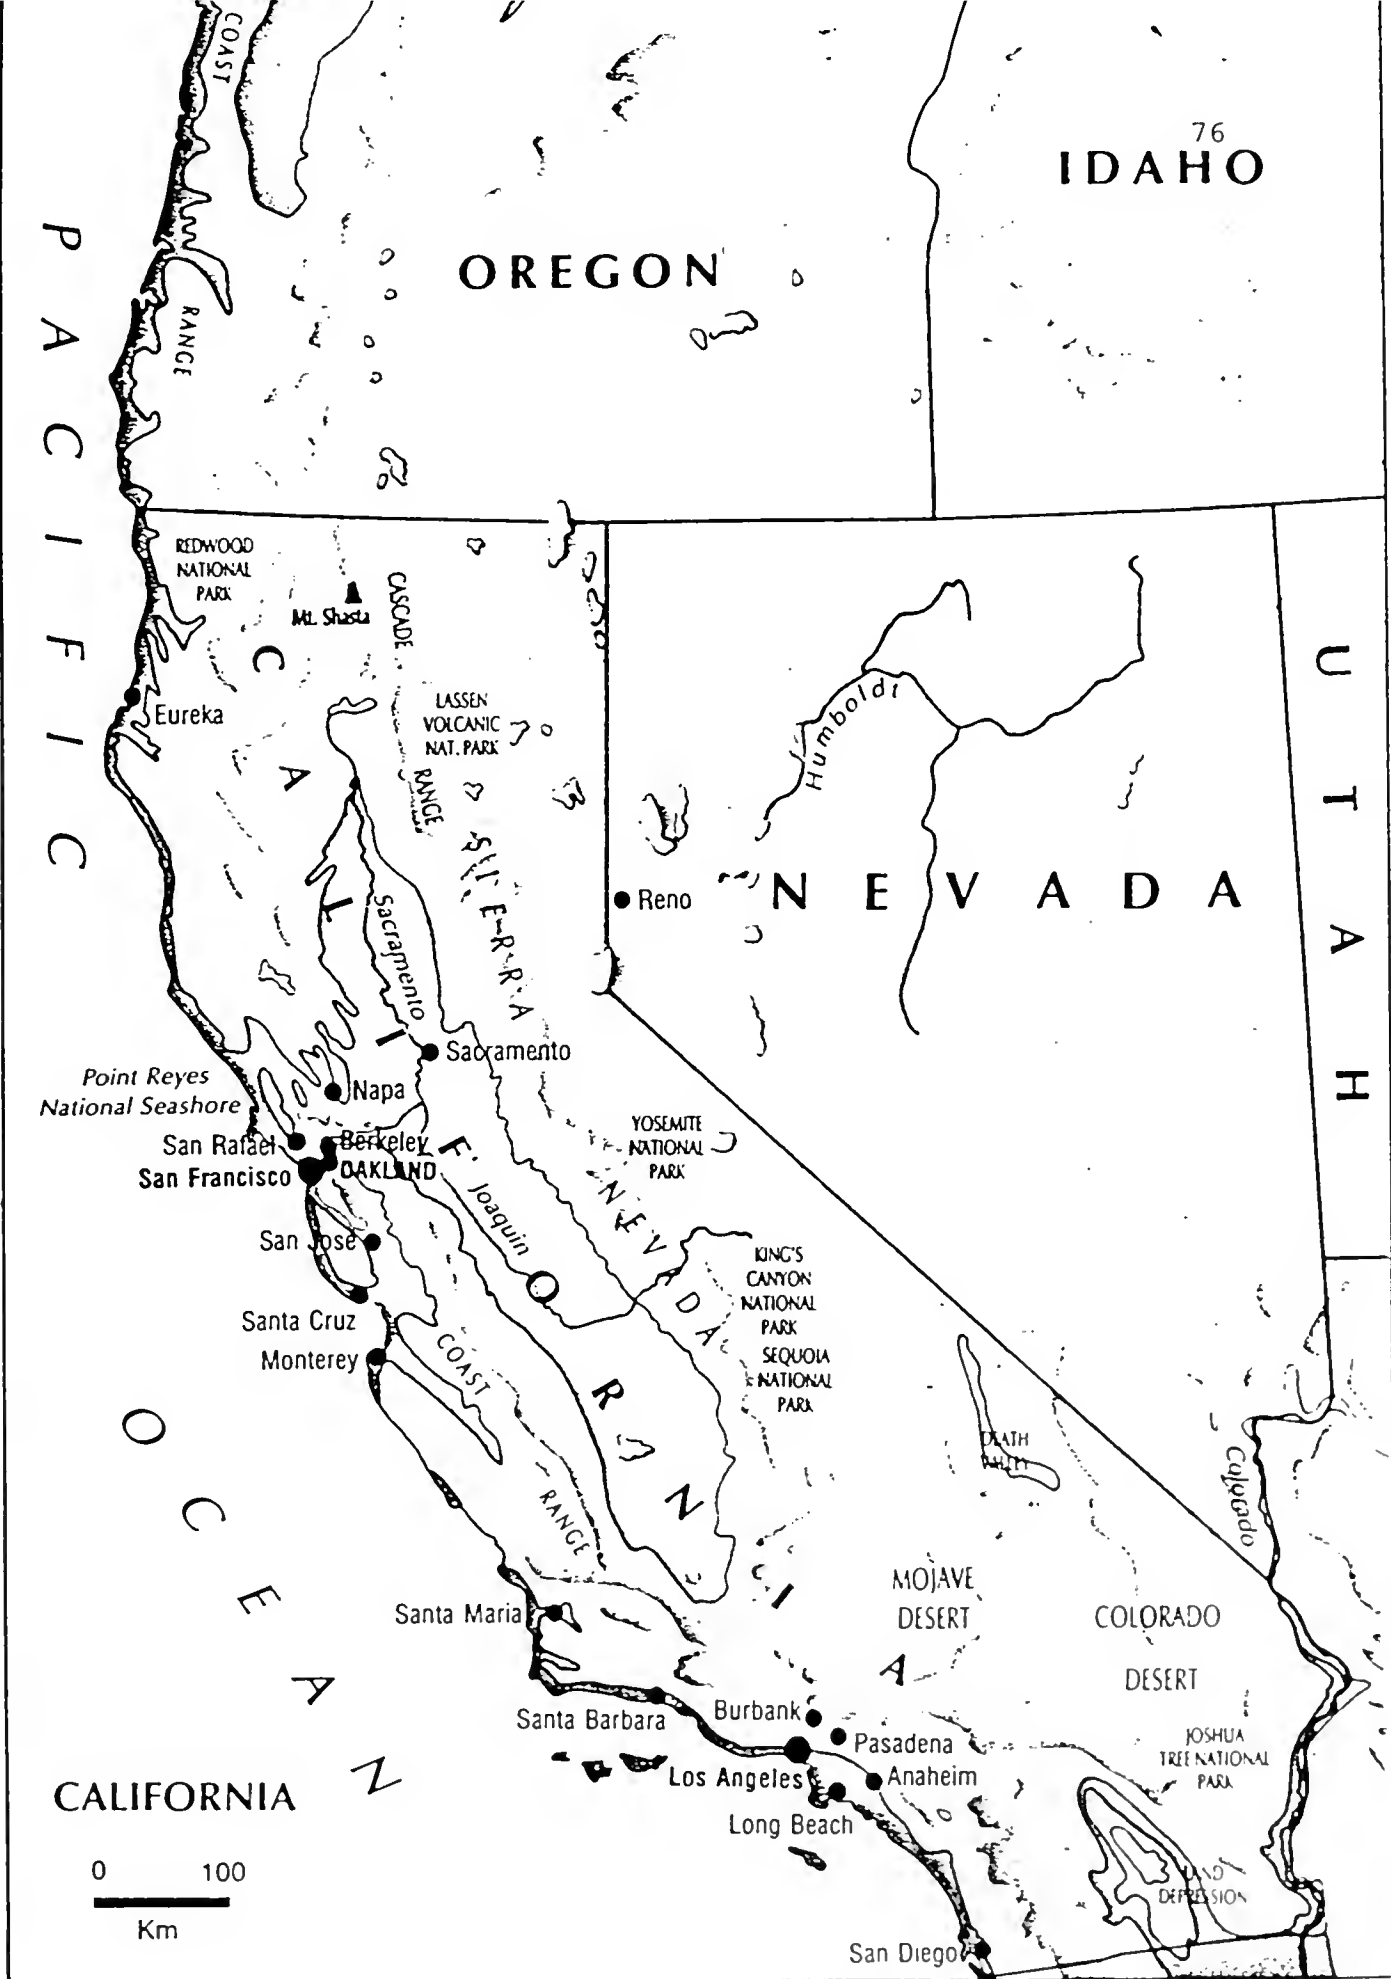 COAST
RANGE
76
IDAHO
OREGON
PACIFIC
OCEAN
REDWOOD
NATIONAL
PARK
Mt. Shasta
CASCADE
RANGE
Eureka
LASSEN
VOLCANIC
NAT. PARK
Humboldt
UTAH
CALIFORNIA
SIERRA
NEVADA
Reno
NEVADA
Sacramento
Sacramento
Point Reyes
National Seashore
Napa
San Rafael
Berkeley
San Francisco
OAKLAND
YOSEMITE
NATIONAL
PARK
Joaquin
San José
KING'S
CANYON
NATIONAL
PARK
Santa Cruz
Monterey
COAST
RANGE
SEQUOIA
NATIONAL
PARK
DEATH
VALLEY
Colorado
MOJAVE
DESERT
COLORADO
DESERT
Santa Maria
Santa Barbara
Burbank
Pasadena
Los Angeles
Anaheim
Long Beach
JOSHUA
TREE NATIONAL
PARK
DEPRESSION
San Diego
CALIFORNIA
0 100
Km